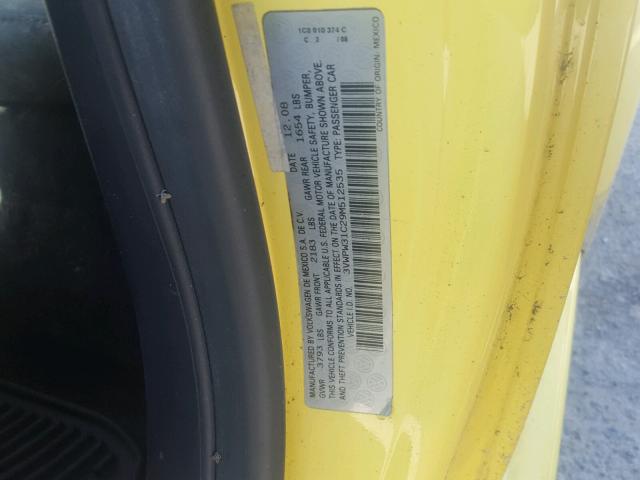 MANUFACTURED BY VOLKSWAGEN DE MEXICO S.A. DE C.V. DATE 12.08
GVWR 3793 LBS GAWR FRONT 2183 LBS GAWR REAR 1654 LBS
THIS VEHICLE CONFORMS TO ALL APPLICABLE U.S. FEDERAL MOTOR VEHICLE SAFETY, BUMPER,
AND THEFT PREVENTION STANDARDS IN EFFECT ON THE DATE OF MANUFACTURE SHOWN ABOVE.
VEHICLE I.D. NO. 3VWPW31C29M512535 TYPE: PASSENGER CAR
COUNTRY OF ORIGIN: MEXICO
1C0 010 374 C